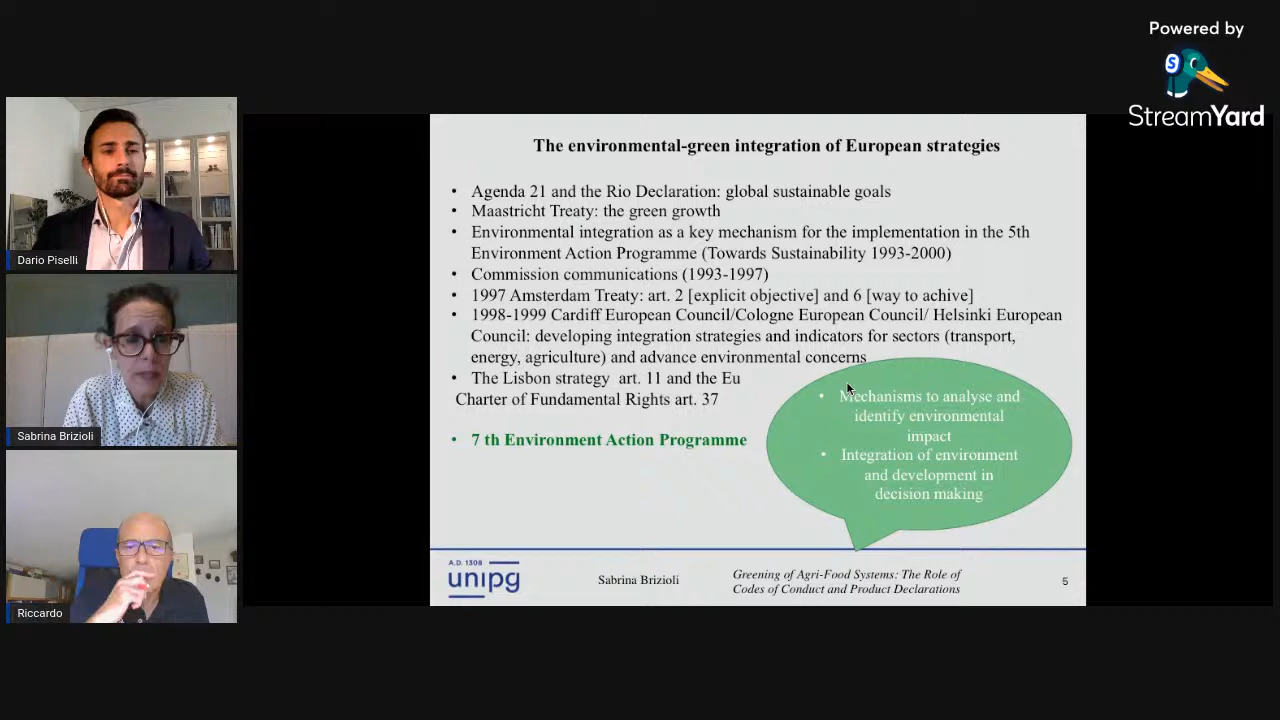 Powered by
S
StreamYard
Dario Piselli
Sabrina Brizioli
Riccardo
The environmental-green integration of European strategies
• Agenda 21 and the Rio Declaration: global sustainable goals
• Maastricht Treaty: the green growth
• Environmental integration as a key mechanism for the implementation in the 5th
Environment Action Programme (Towards Sustainability 1993-2000)
• Commission communications (1993-1997)
• 1997 Amsterdam Treaty: art. 2 [explicit objective] and 6 [way to achive]
• 1998-1999 Cardiff European Council/Cologne European Council/ Helsinki European
Council: developing integration strategies and indicators for sectors (transport,
energy, agriculture) and advance environmental concerns
• The Lisbon strategy art. 11 and the Eu
Charter of Fundamental Rights art. 37
• 7 th Environment Action Programme
• Mechanisms to analyse and
identify environmental
impact
• Integration of environment
and development in
decision making
A.D. 1308
unipg
Sabrina Brizioli
Greening of Agri-Food Systems: The Role of
Codes of Conduct and Product Declarations
5